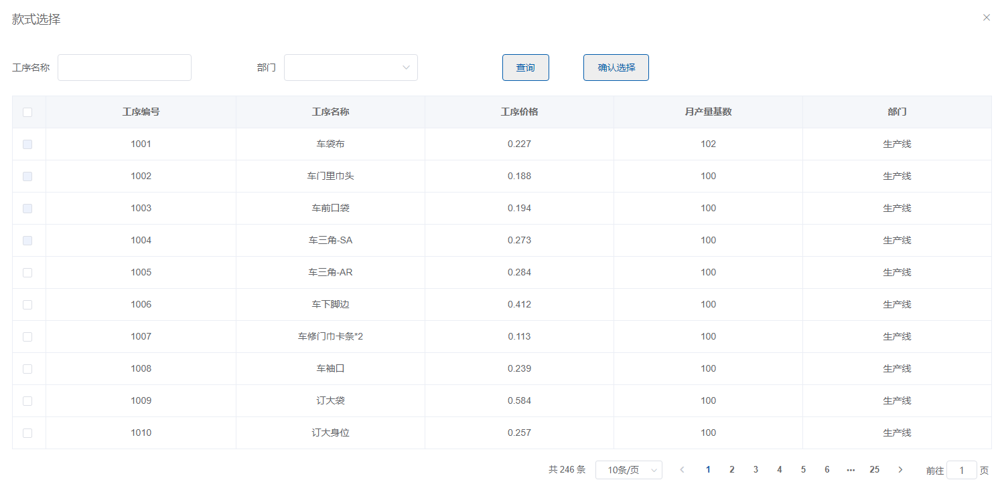 款式选择
工序名称 部门 查询 确认选择
工序编号 工序名称 工序价格 月产量基数 部门
1001 车袋布 0.227 102 生产线
1002 车门里巾头 0.188 100 生产线
1003 车前口袋 0.194 100 生产线
1004 车三角-SA 0.273 100 生产线
1005 车三角-AR 0.284 100 生产线
1006 车下脚边 0.412 100 生产线
1007 车修门巾卡条*2 0.113 100 生产线
1008 车袖口 0.239 100 生产线
1009 订大袋 0.584 100 生产线
1010 订大身位 0.257 100 生产线
共 246 条 10条/页 1 2 3 4 5 6 ••• 25 前往 1 页